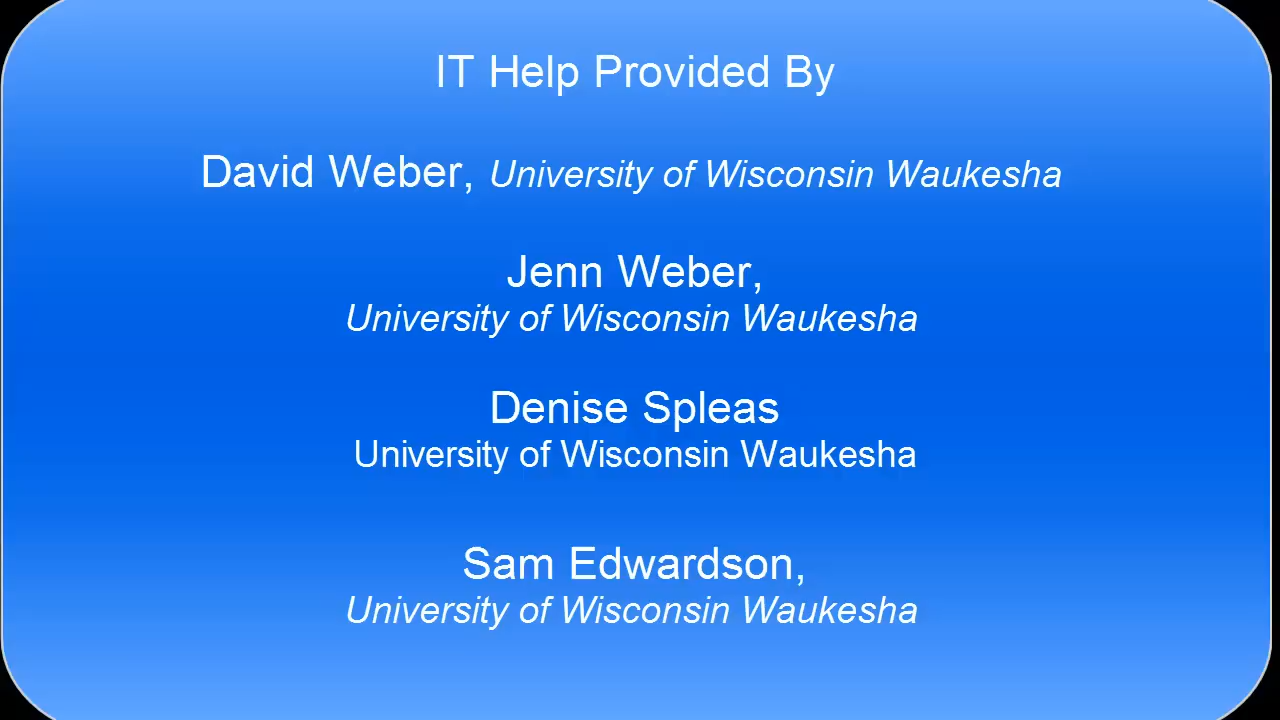 IT Help Provided By
David Weber, University of Wisconsin Waukesha
Jenn Weber,
University of Wisconsin Waukesha
Denise Spleas
University of Wisconsin Waukesha
Sam Edwardson,
University of Wisconsin Waukesha